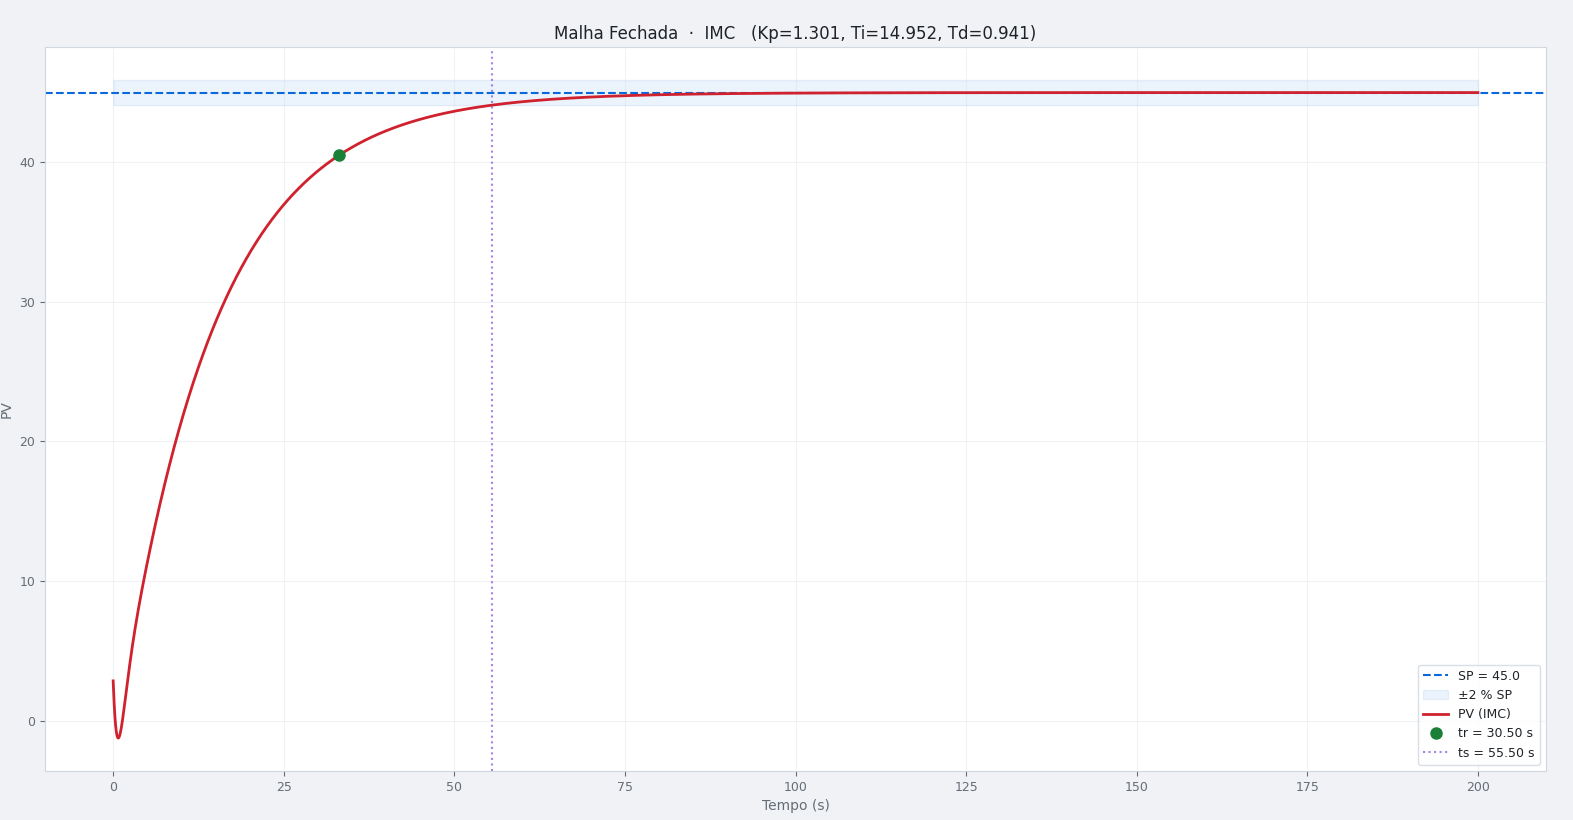 Malha Fechada · IMC (Kp=1.301, Ti=14.952, Td=0.941)
PV
40
30
20
10
0
0 25 50 75 100 125 150 175 200
Tempo (s)
SP = 45.0
±2 % SP
PV (IMC)
tr = 30.50 s
ts = 55.50 s